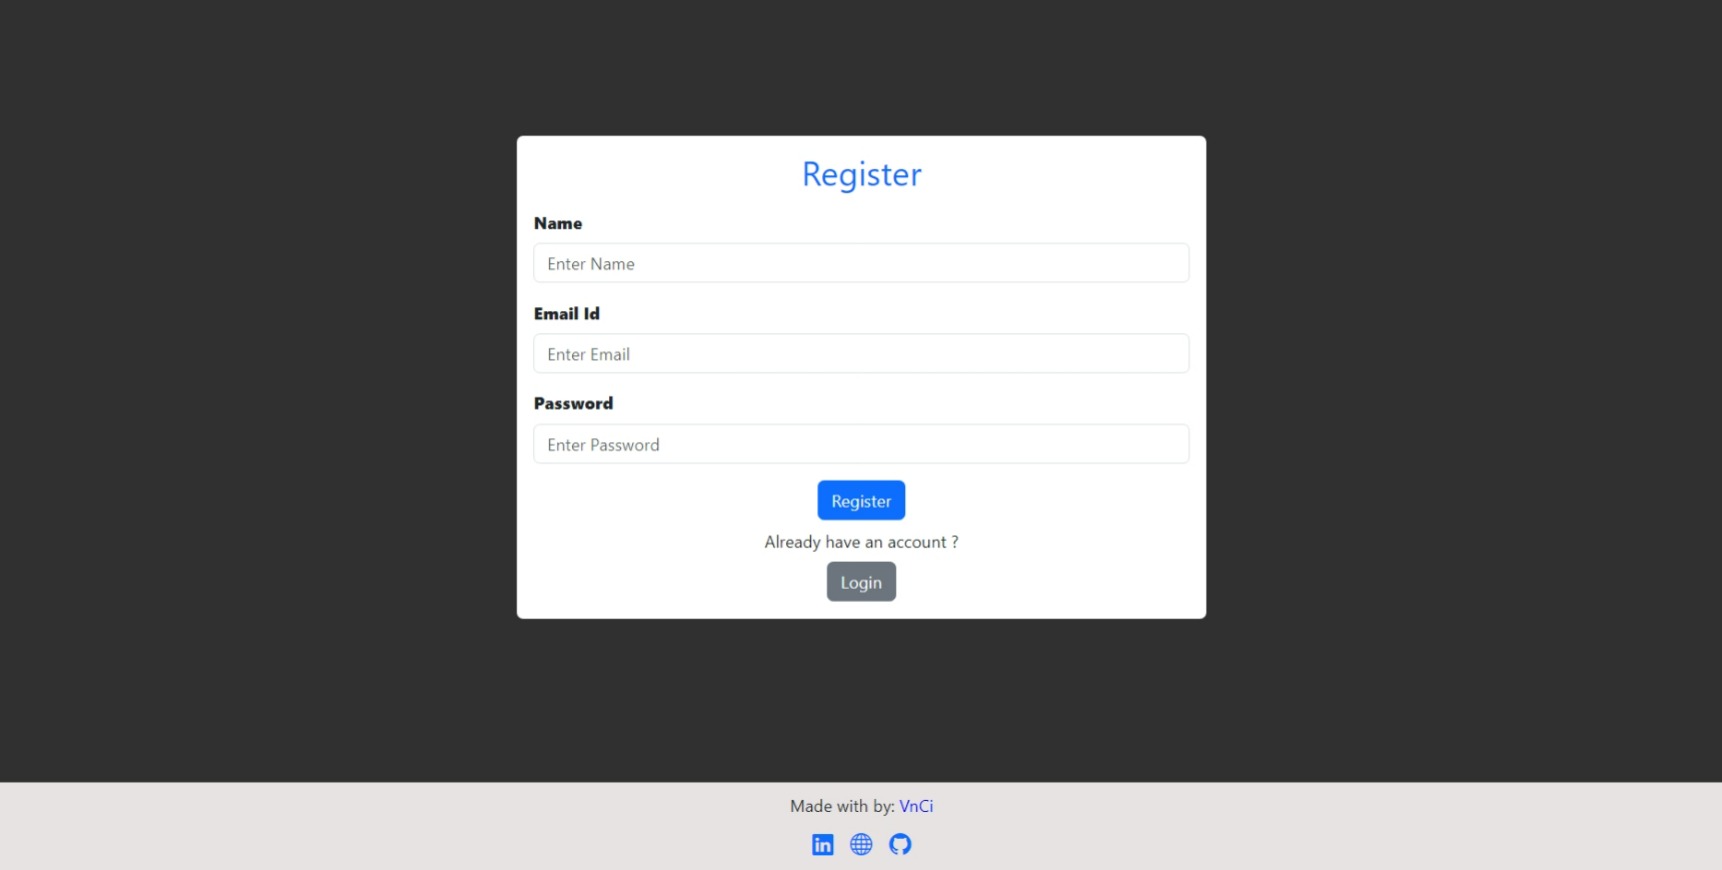 Register
Name
Enter Name
Email Id
Enter Email
Password
Enter Password
Register
Already have an account ?
Login
Made with by: VnCi
in